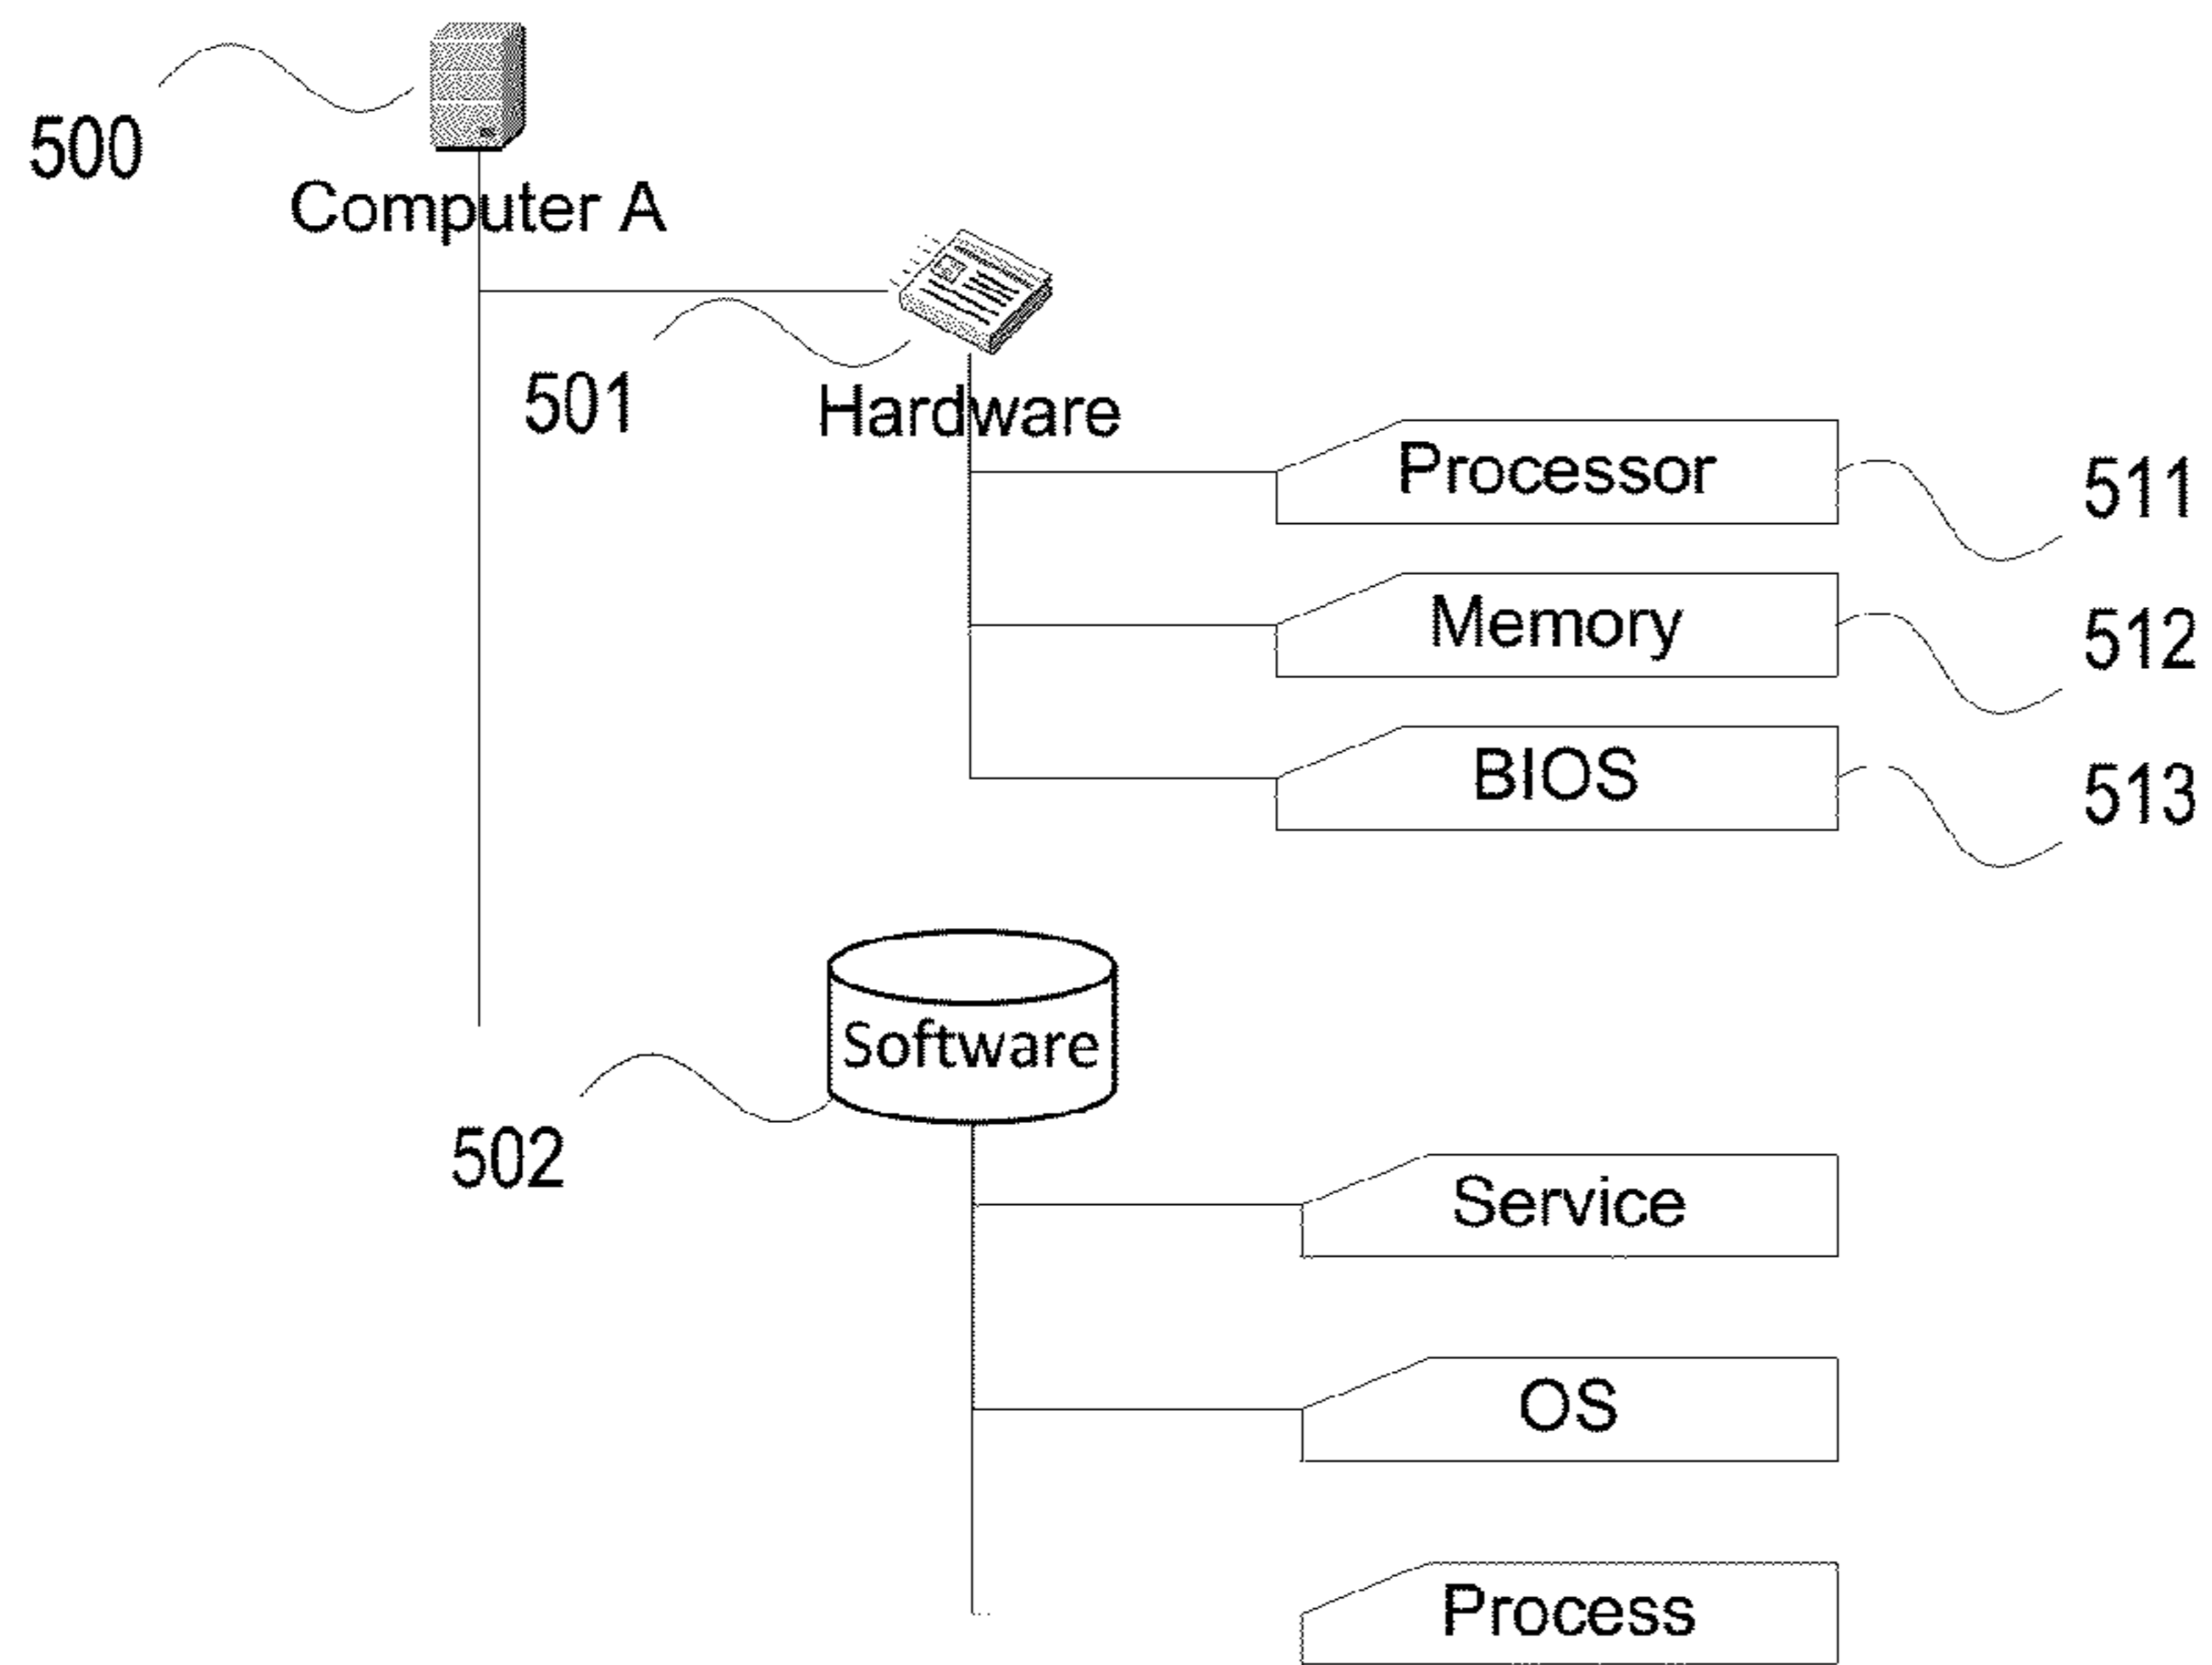 500
Computer A
501
Hardware
Processor
511
Memory
512
BIOS
513
Software
502
Service
OS
Process